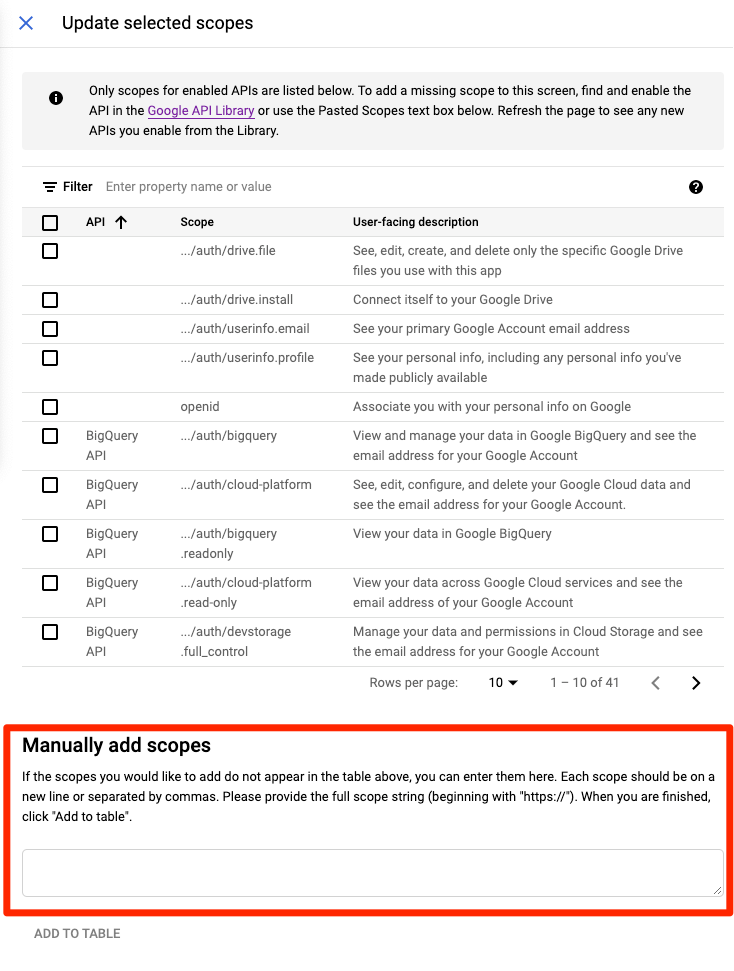 Update selected scopes
Only scopes for enabled APIs are listed below. To add a missing scope to this screen, find and enable the
API in the Google API Library or use the Pasted Scopes text box below. Refresh the page to see any new
APIs you enable from the Library.
Filter Enter property name or value
API Scope User-facing description
.../auth/drive.file See, edit, create, and delete only the specific Google Drive
files you use with this app
.../auth/drive.install Connect itself to your Google Drive
.../auth/userinfo.email See your primary Google Account email address
.../auth/userinfo.profile See your personal info, including any personal info you've
made publicly available
openid Associate you with your personal info on Google
BigQuery .../auth/bigquery View and manage your data in Google BigQuery and see the
API email address for your Google Account
BigQuery .../auth/cloud-platform See, edit, configure, and delete your Google Cloud data and
API see the email address for your Google Account.
BigQuery .../auth/bigquery View your data in Google BigQuery
API .readonly
BigQuery .../auth/cloud-platform View your data across Google Cloud services and see the
API .read-only email address of your Google Account
BigQuery .../auth/devstorage Manage your data and permissions in Cloud Storage and see
API .full_control the email address for your Google Account
Rows per page: 10 1 – 10 of 41
Manually add scopes
If the scopes you would like to add do not appear in the table above, you can enter them here. Each scope should be on a
new line or separated by commas. Please provide the full scope string (beginning with "https://"). When you are finished,
click "Add to table".
ADD TO TABLE